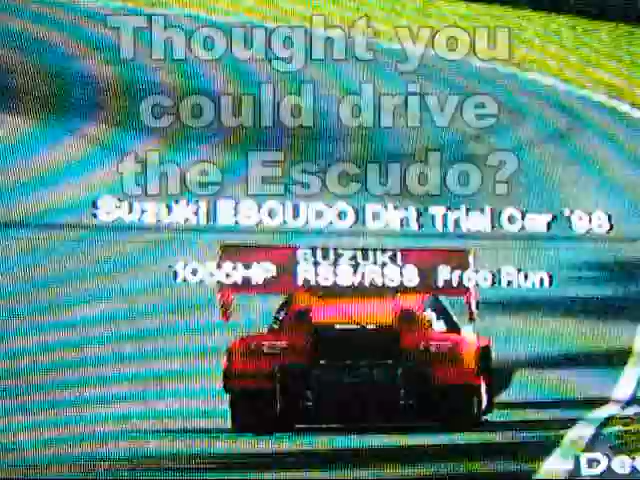 Thought you
could drive
the Escudo?
Suzuki ESCUDO Dirt Trial Car '98
SUZUKI
1056HP RS8/RS8 Free Run